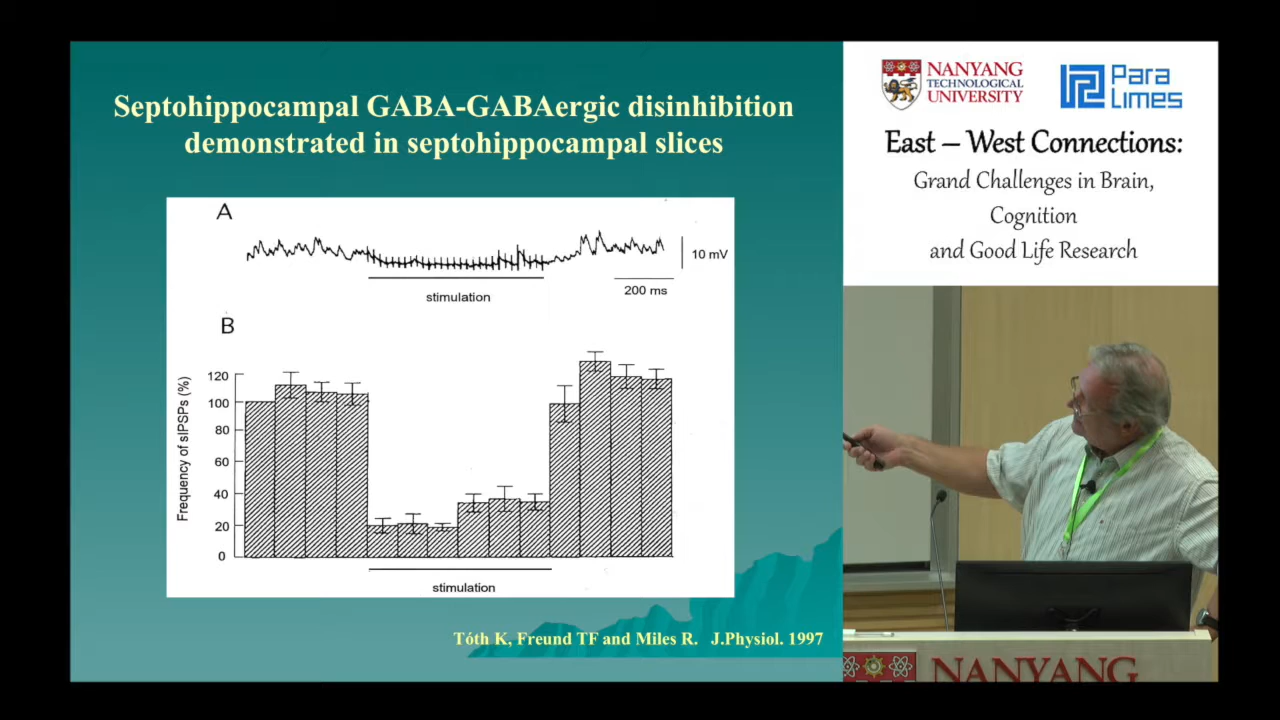 Septohippocampal GABA-GABAergic disinhibition
demonstrated in septohippocampal slices
A
10 mV
200 ms
stimulation
B
Frequency of sIPSPs (%)
120
100
80
60
40
20
0
stimulation
Tóth K, Freund TF and Miles R. J.Physiol. 1997
NANYANG
TECHNOLOGICAL
UNIVERSITY
Para
Limes
East – West Connections:
Grand Challenges in Brain,
Cognition
and Good Life Research
NANYANG